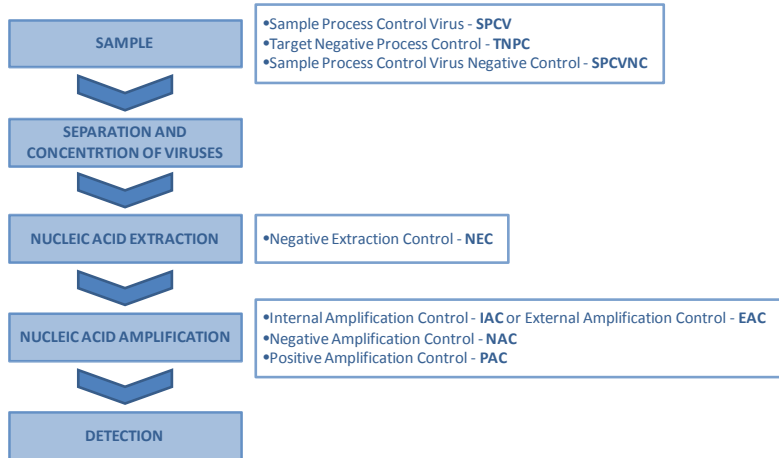 SAMPLE
•Sample Process Control Virus - SPCV
•Target Negative Process Control - TNPC
•Sample Process Control Virus Negative Control - SPCVNC
SEPARATION AND
CONCENTRTION OF VIRUSES
NUCLEIC ACID EXTRACTION
•Negative Extraction Control - NEC
NUCLEIC ACID AMPLIFICATION
•Internal Amplification Control - IAC or External Amplification Control - EAC
•Negative Amplification Control - NAC
•Positive Amplification Control - PAC
DETECTION